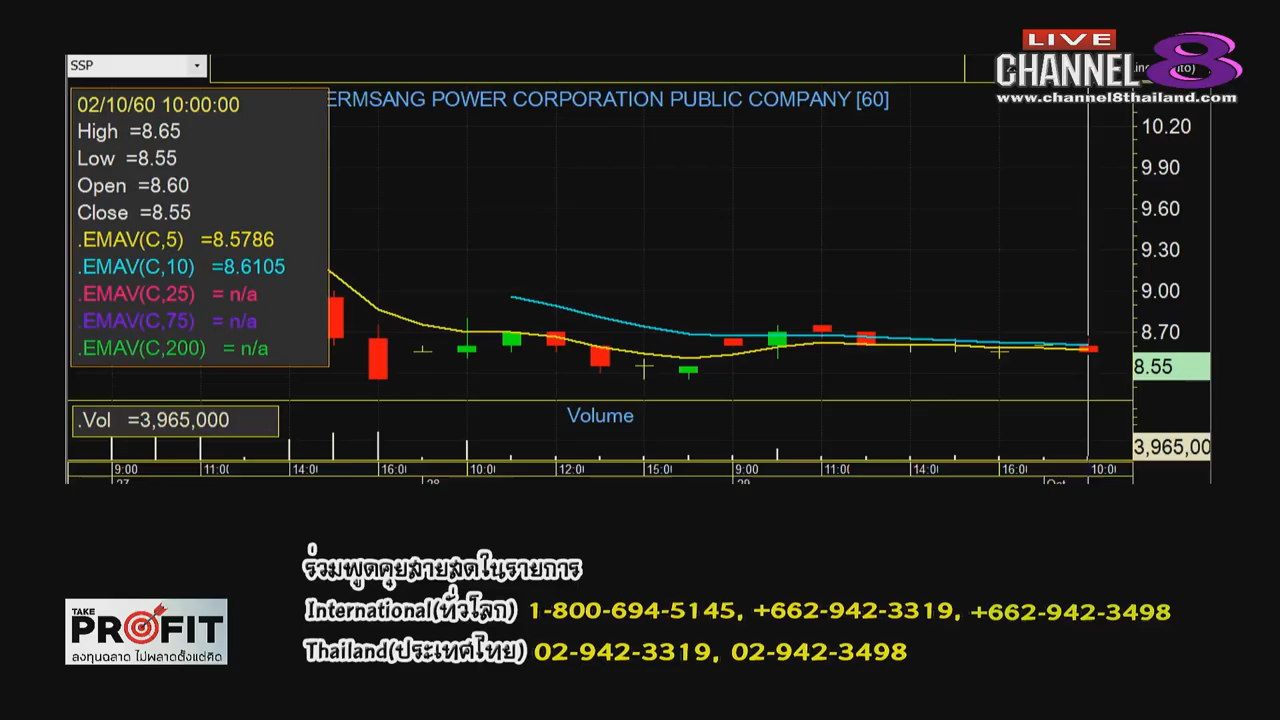 LIVE
CHANNEL 8
www.channel8thailand.com
SSP
ERMSANG POWER CORPORATION PUBLIC COMPANY [60]
02/10/60 10:00:00
High =8.65
Low =8.55
Open =8.60
Close =8.55
.EMAV(C,5) =8.5786
.EMAV(C,10) =8.6105
.EMAV(C,25) = n/a
.EMAV(C,75) = n/a
.EMAV(C,200) = n/a
10.20
9.90
9.60
9.30
9.00
8.70
8.55
.Vol =3,965,000
Volume
3,965,00
9:00 11:0 14:0 16:0 10:0 12:0 15:0 9:00 11:0 14:0 16:0 10:0
27 28 29 Oct
ร่วมพูดคุยสายสดในรายการ
International(ทั่วโลก) 1-800-694-5145, +662-942-3319, +662-942-3498
Thailand(ประเทศไทย) 02-942-3319, 02-942-3498
TAKE
PROFIT
ลงทุนฉลาด ไม่พลาดตั้งแต่คิด